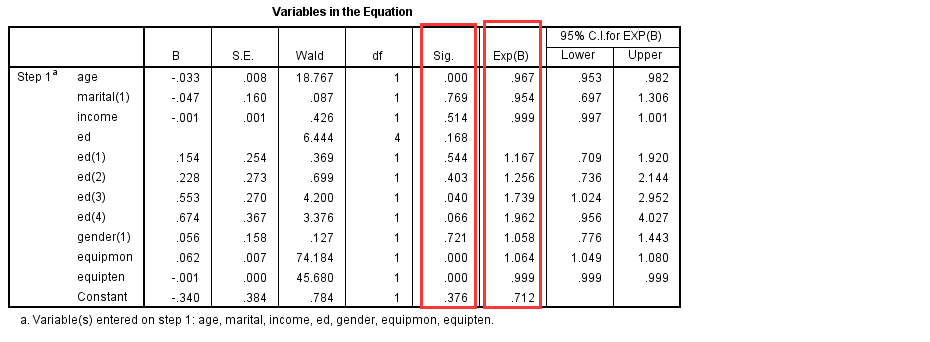 Variables in the Equation
95% C.I.for EXP(B)
B S.E. Wald df Sig. Exp(B) Lower Upper
Step 1a age -.033 .008 18.767 1 .000 .967 .953 .982
marital(1) -.047 .160 .087 1 .769 .954 .697 1.306
income -.001 .001 .426 1 .514 .999 .997 1.001
ed 6.444 4 .168
ed(1) .154 .254 .369 1 .544 1.167 .709 1.920
ed(2) .228 .273 .699 1 .403 1.256 .736 2.144
ed(3) .553 .270 4.200 1 .040 1.739 1.024 2.952
ed(4) .674 .367 3.376 1 .066 1.962 .956 4.027
gender(1) .056 .158 .127 1 .721 1.058 .776 1.443
equipmon .062 .007 74.184 1 .000 1.064 1.049 1.080
equipten -.001 .000 45.680 1 .000 .999 .999 .999
Constant -.340 .384 .784 1 .376 .712
a. Variable(s) entered on step 1: age, marital, income, ed, gender, equipmon, equipten.